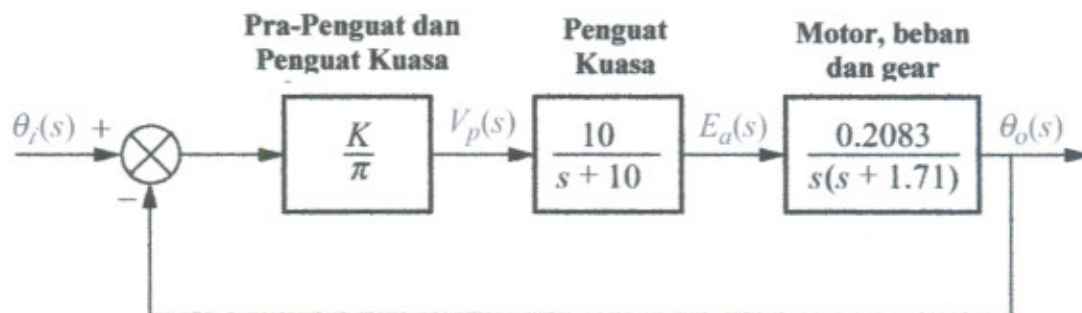 Pra-Penguat dan
Penguat Kuasa
Penguat
Kuasa
Motor, beban
dan gear
θi(s)
+
−
K
π
Vp(s)
10
s + 10
Ea(s)
0.2083
s(s + 1.71)
θo(s)